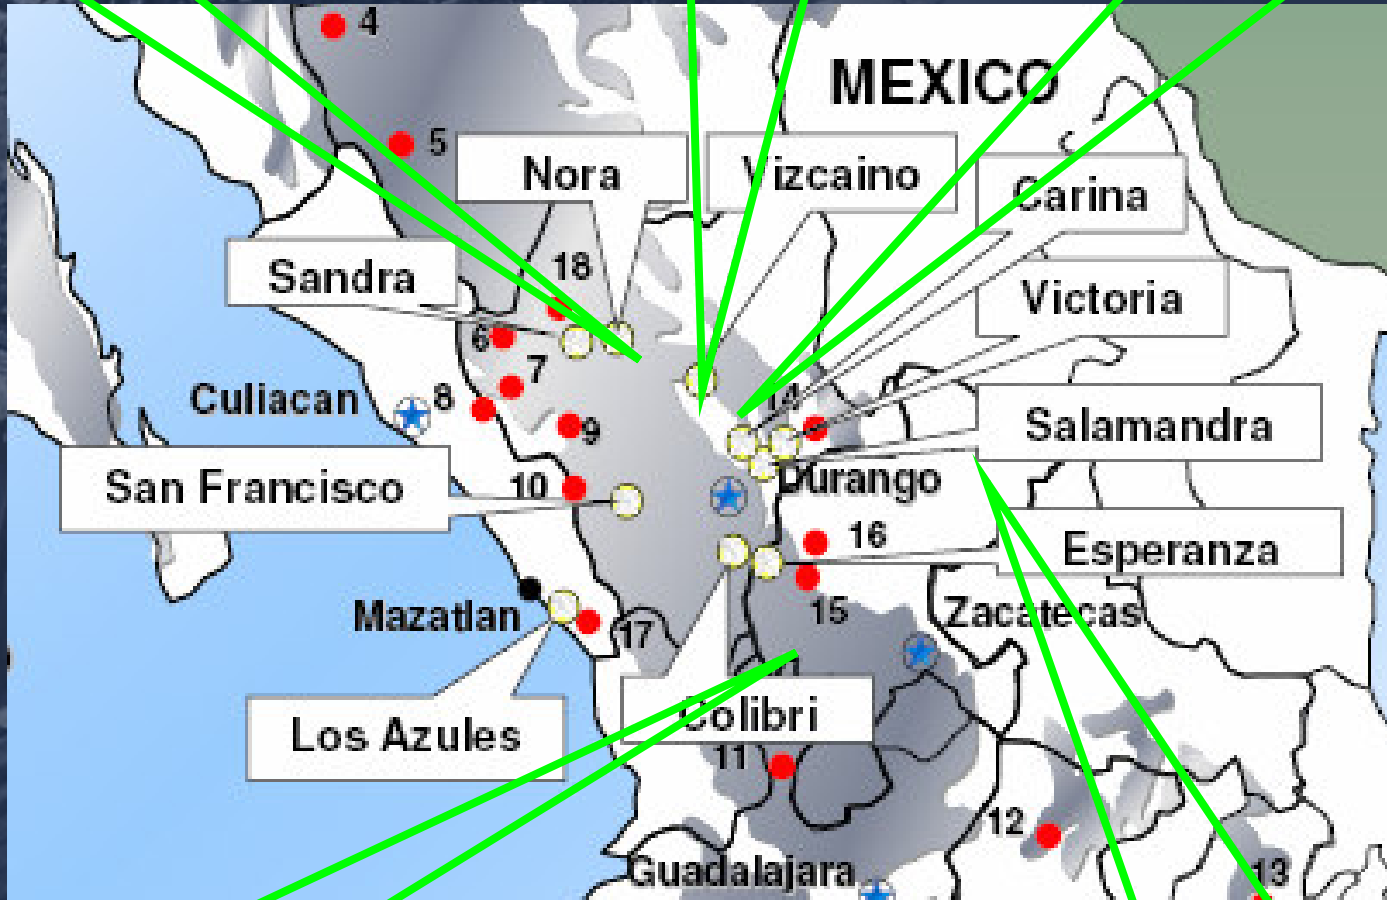 4
MEXICO
5
Nora
Vizcaino
Carina
Sandra
18
Victoria
6
7
Culiacan
8
14
9
Salamandra
San Francisco
10
Durango
16
Esperanza
15
Mazatlan
17
Zacatecas
Los Azules
Colibri
11
12
Guadalajara
13